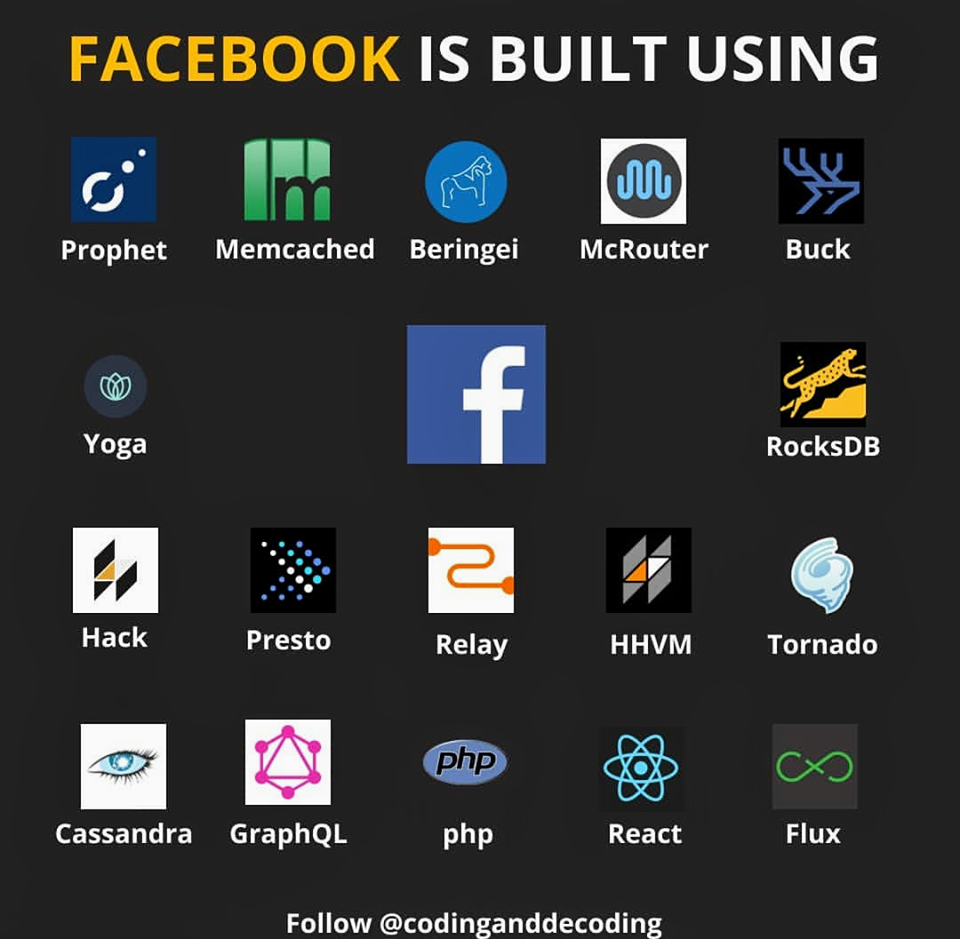 FACEBOOK IS BUILT USING
Prophet Memcached Beringei McRouter Buck
Yoga RocksDB
Hack Presto Relay HHVM Tornado
php
Cassandra GraphQL php React Flux
Follow @codinganddecoding